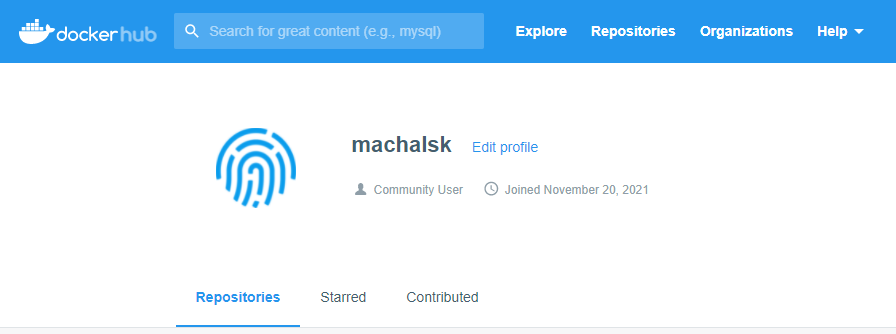 dockerhub Search for great content (e.g., mysql) Explore Repositories Organizations Help
machalsk Edit profile
Community User Joined November 20, 2021
Repositories Starred Contributed